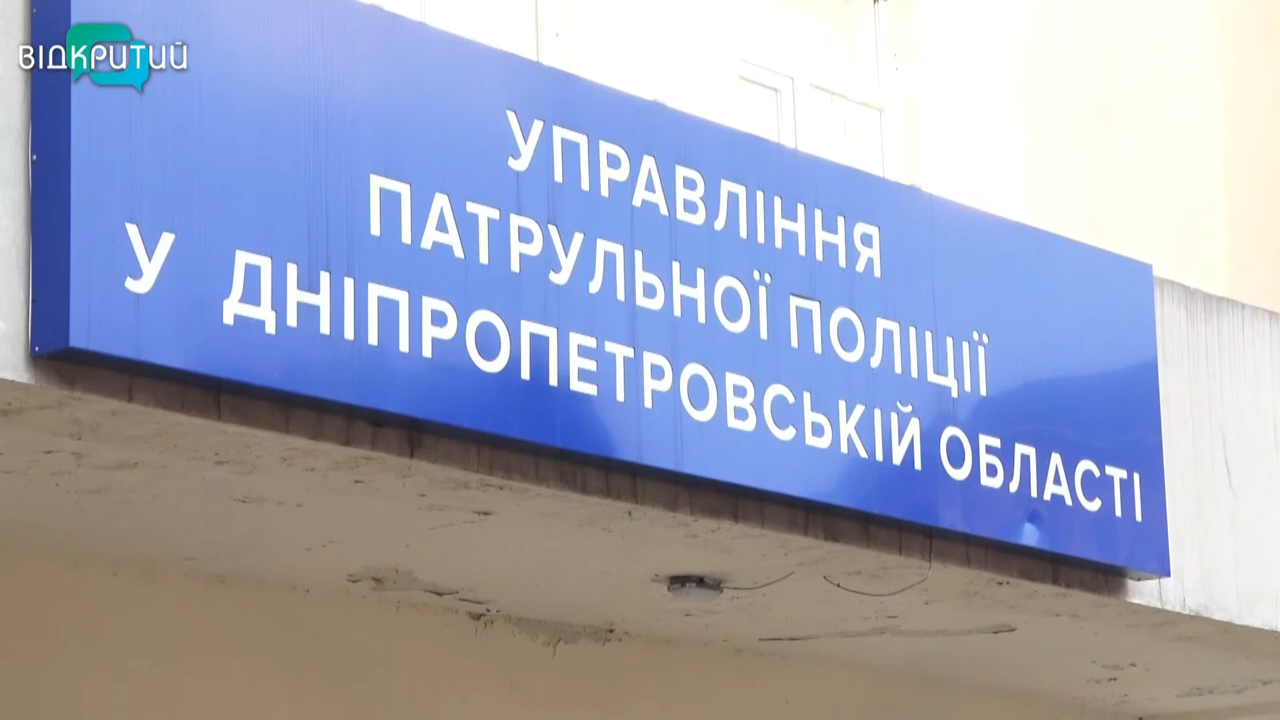 ВІДКРИТИЙ
УПРАВЛІННЯ
ПАТРУЛЬНОЇ ПОЛІЦІЇ
У ДНІПРОПЕТРОВСЬКІЙ ОБЛАСТІ